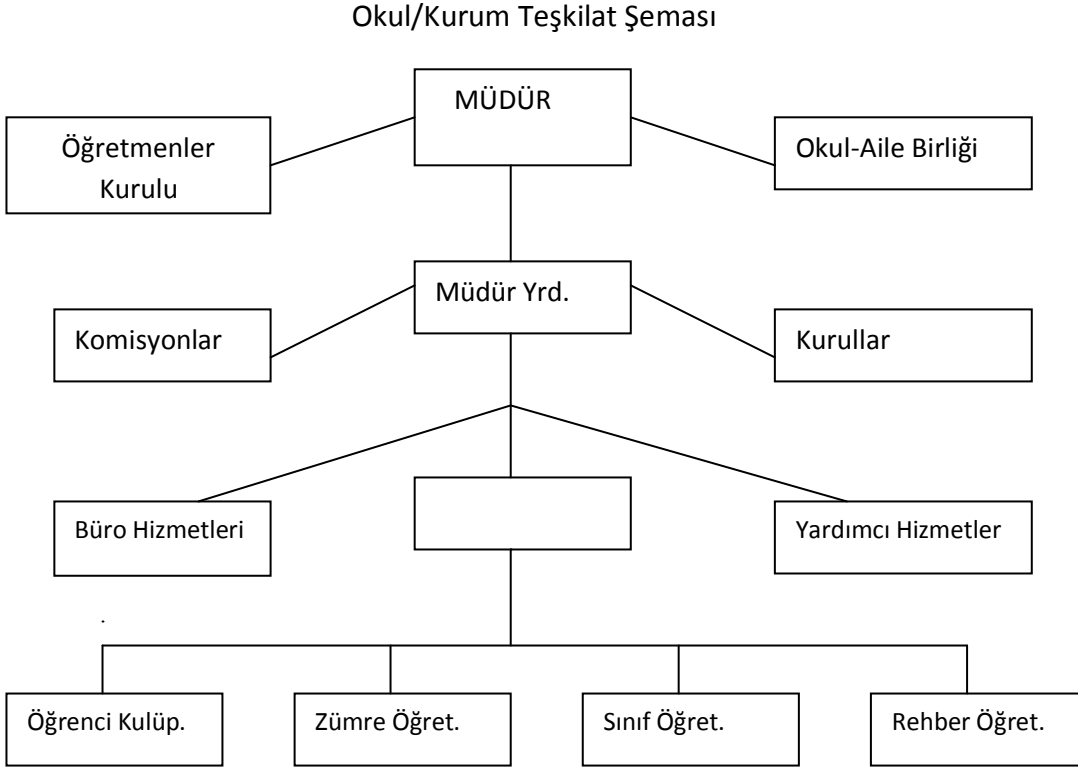 Okul/Kurum Teşkilat Şeması
MÜDÜR
Öğretmenler
Kurulu
Okul-Aile Birliği
Müdür Yrd.
Komisyonlar
Kurullar
Büro Hizmetleri
Yardımcı Hizmetler
.
Öğrenci Kulüp.
Zümre Öğret.
Sınıf Öğret.
Rehber Öğret.